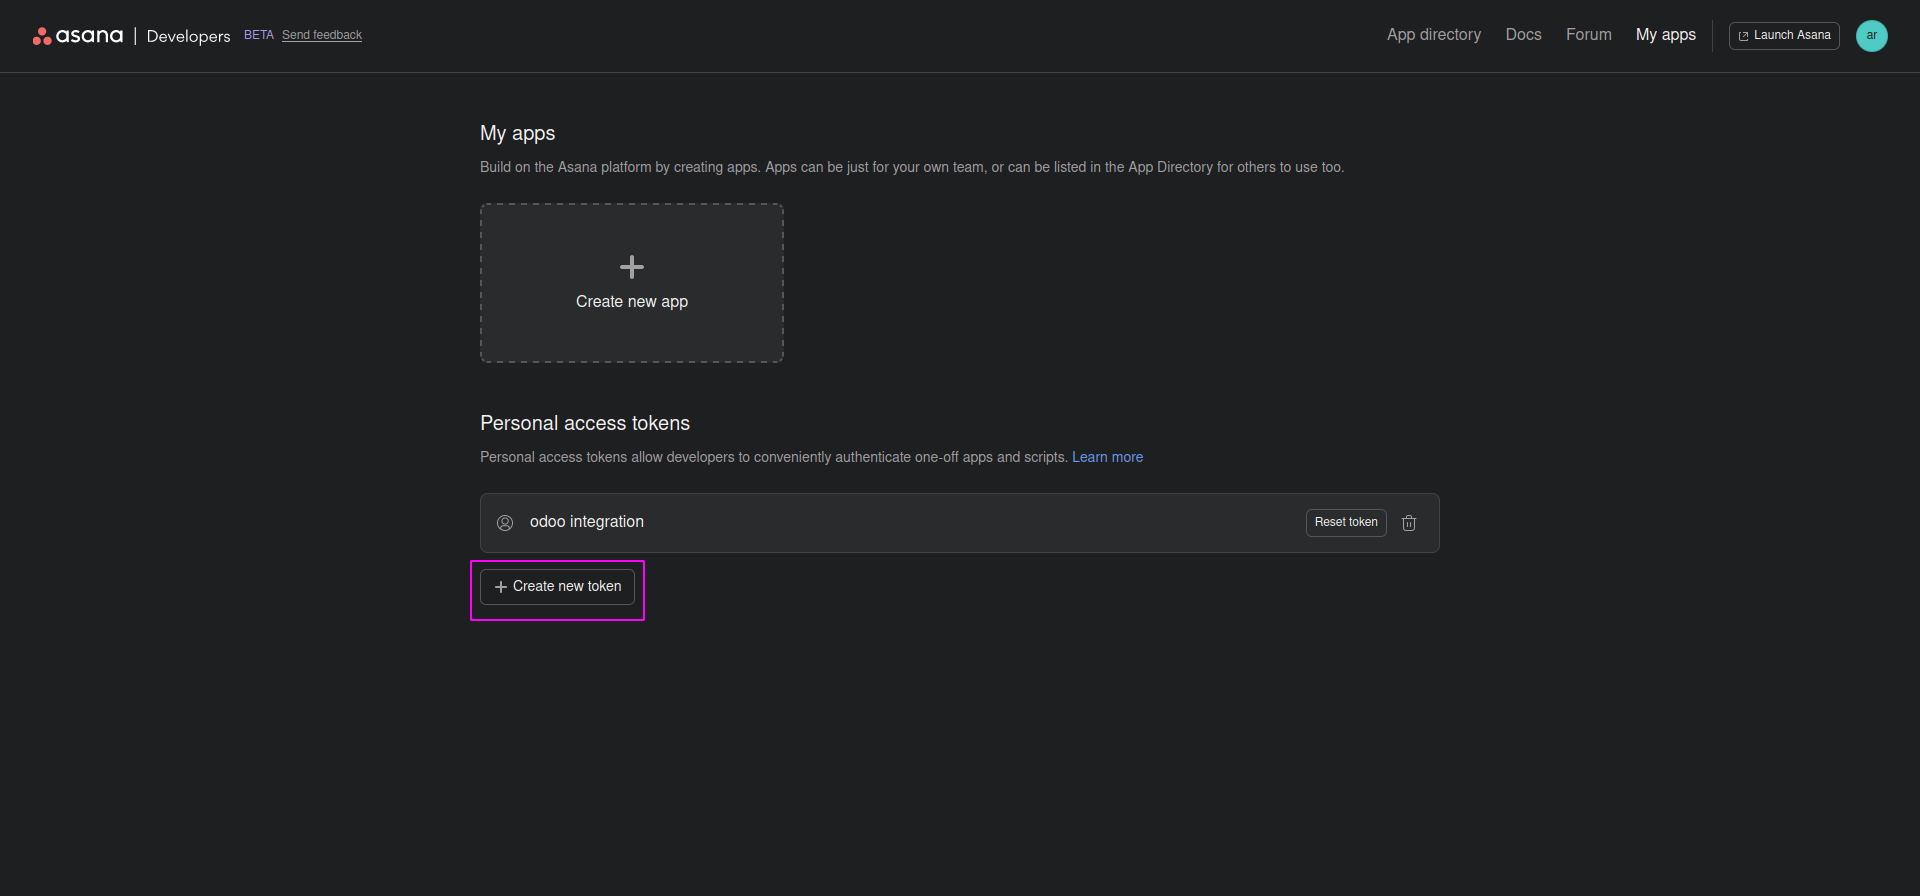 asana | Developers BETA Send feedback
App directory Docs Forum My apps Launch Asana ar
My apps
Build on the Asana platform by creating apps. Apps can be just for your own team, or can be listed in the App Directory for others to use too.
Create new app
Personal access tokens
Personal access tokens allow developers to conveniently authenticate one-off apps and scripts. Learn more
odoo integration Reset token
Create new token